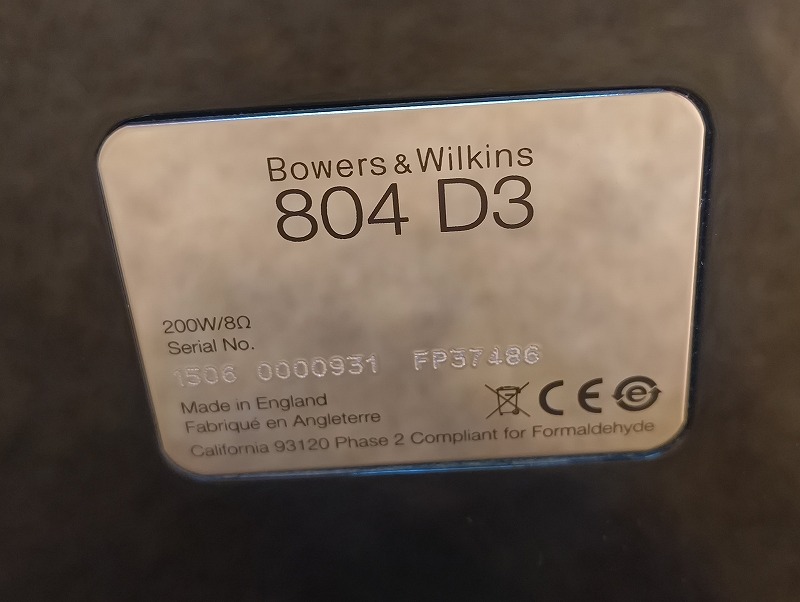 Bowers & Wilkins
804 D3
200W/8Ω
Serial No.
1506 0000931 FP37486
Made in England
Fabriqué en Angleterre
California 93120 Phase 2 Compliant for Formaldehyde